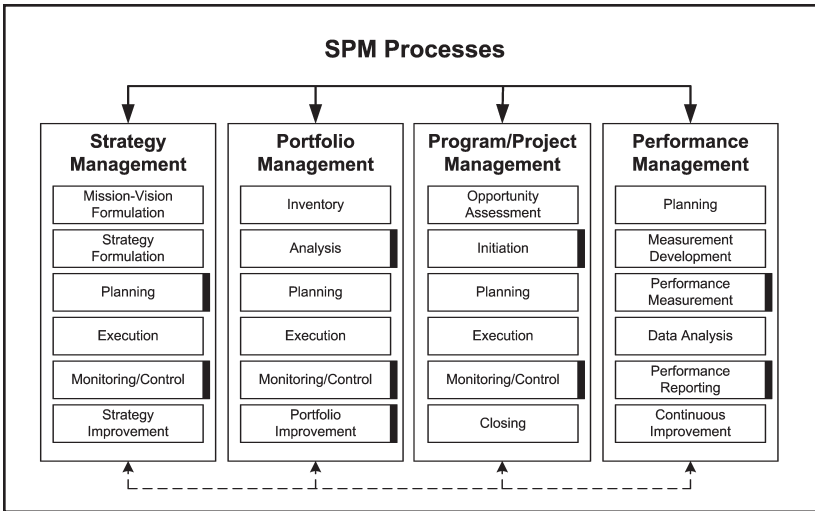 SPM Processes
Strategy
Management
Mission-Vision
Formulation
Strategy
Formulation
Planning
Execution
Monitoring/Control
Strategy
Improvement
Portfolio
Management
Inventory
Analysis
Planning
Execution
Monitoring/Control
Portfolio
Improvement
Program/Project
Management
Opportunity
Assessment
Initiation
Planning
Execution
Monitoring/Control
Closing
Performance
Management
Planning
Measurement
Development
Performance
Measurement
Data Analysis
Performance
Reporting
Continuous
Improvement